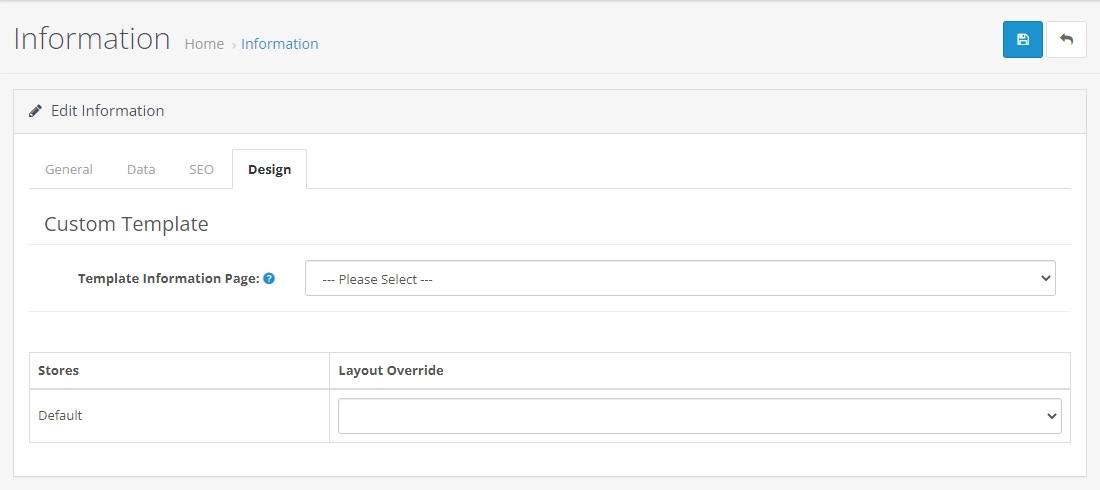 Information Home › Information
Edit Information
General Data SEO Design
Custom Template
Template Information Page: ? --- Please Select ---
Stores Layout Override
Default